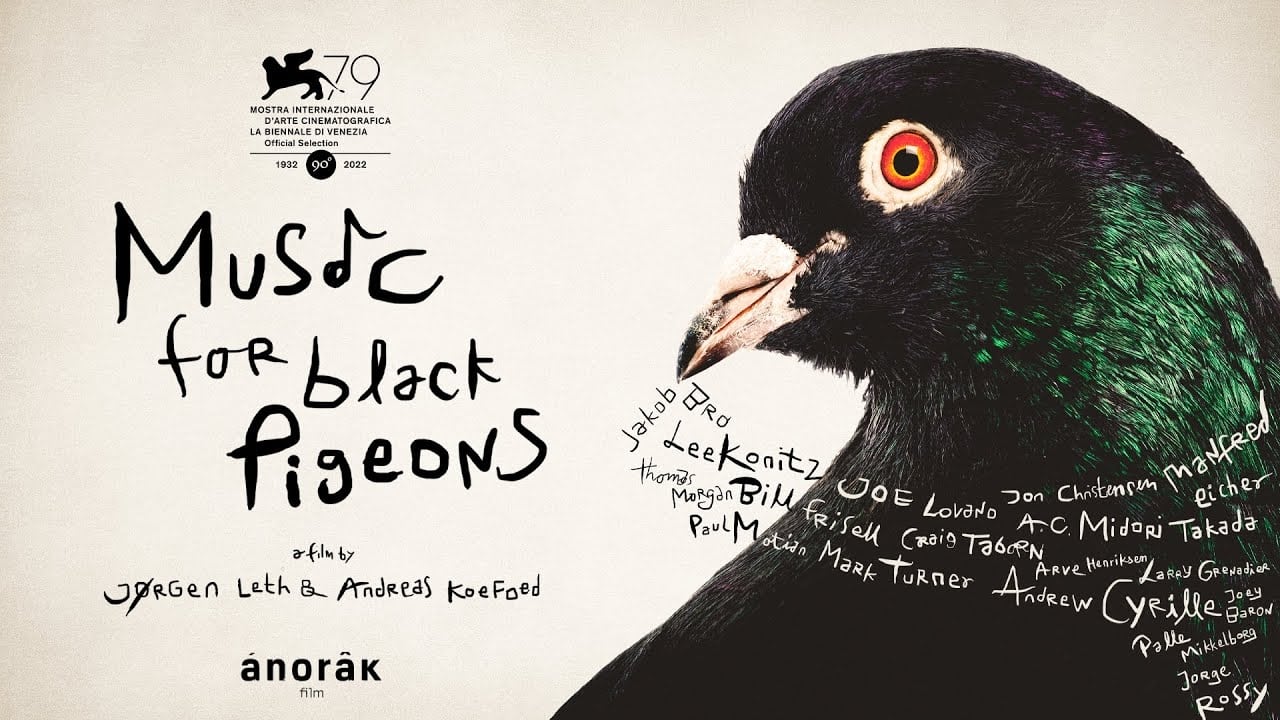 79
MOSTRA INTERNAZIONALE
D'ARTE CINEMATOGRAFICA
LA BIENNALE DI VENEZIA
Official Selection
1932 90° 2022
Music
for black
Pigeons
a film by
Jørgen Leth & Andreas Koefoed
ánorâk
film
Jakob Bro
Lee Konitz
Thomas Morgan
Bill Frisell
Paul Motian
Joe Lovano
Jon Christensen
Manfred Eicher
Craig Taborn
A.C. Midori Takada
Mark Turner
Arve Henriksen
Larry Grenadier
Andrew Cyrille
Joey Baron
Palle Mikkelborg
Jorge Rossy